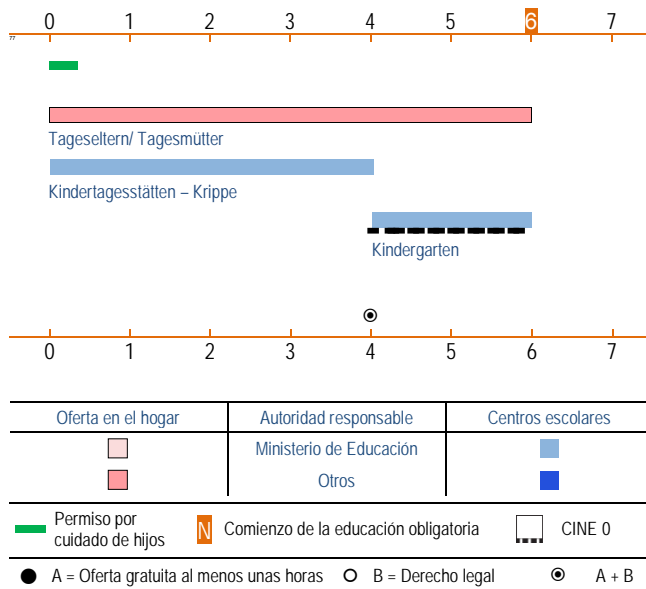 0 1 2 3 4 5 6 7
77
Tageseltern/ Tagesmütter
Kindertagesstätten – Krippe
Kindergarten
0 1 2 3 4 5 6 7
Oferta en el hogar Autoridad responsable Centros escolares
Ministerio de Educación
Otros
Permiso por cuidado de hijos N Comienzo de la educación obligatoria CINE 0
A = Oferta gratuita al menos unas horas B = Derecho legal A + B